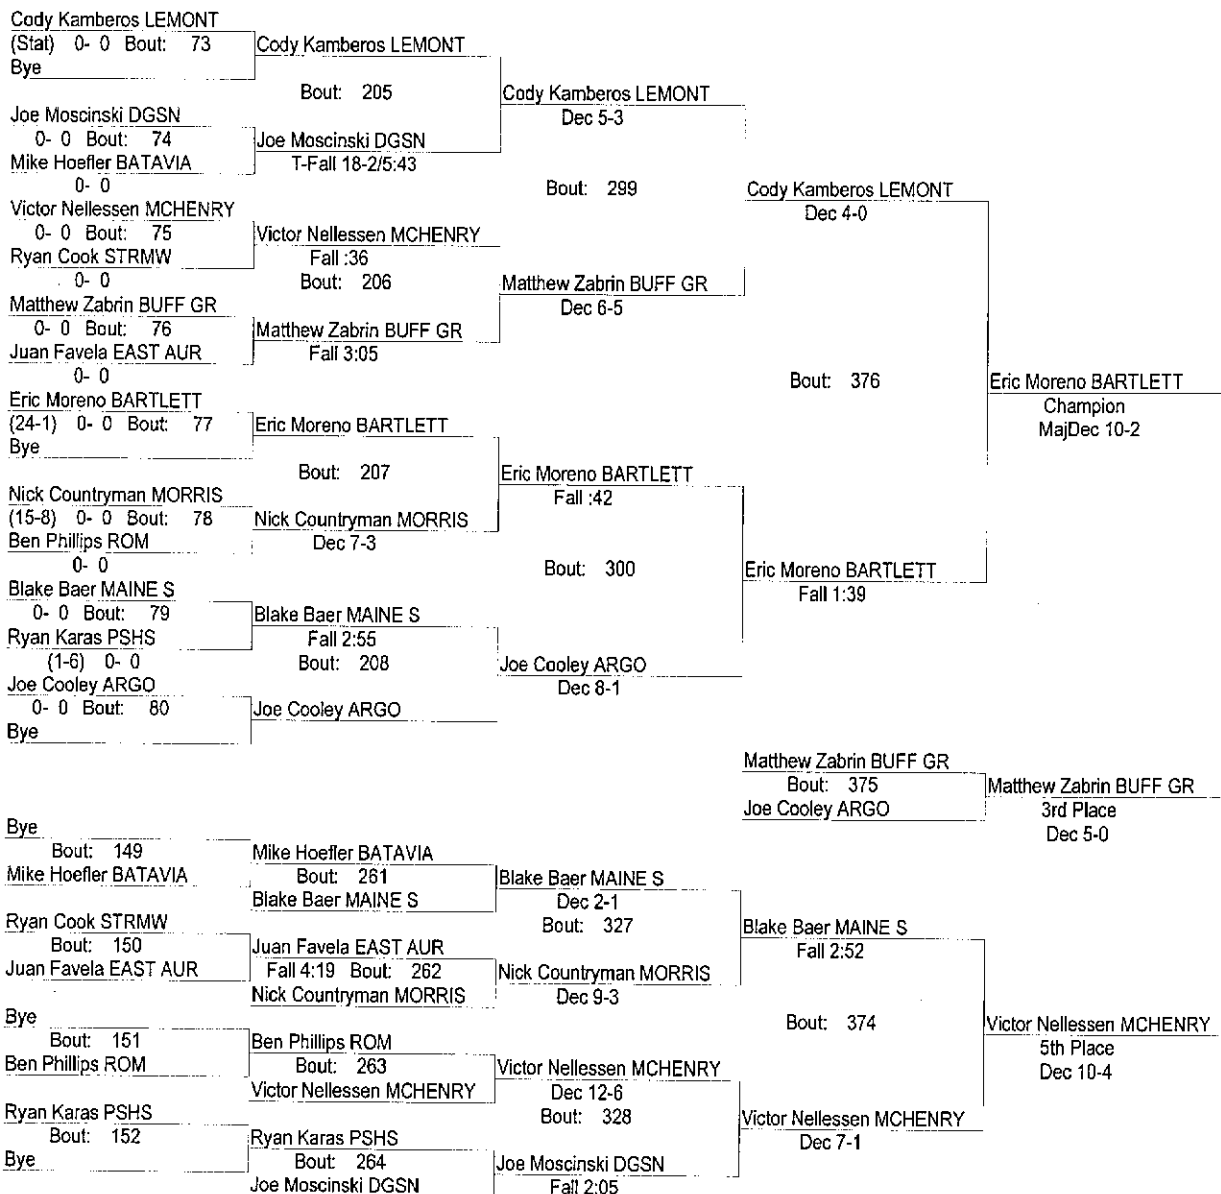 Cody Kamberos LEMONT
(Stat) 0- 0 Bout: 73
Bye
Cody Kamberos LEMONT
Bout: 205
Joe Moscinski DGSN
0- 0 Bout: 74
Mike Hoefler BATAVIA
0- 0
Joe Moscinski DGSN
T-Fall 18-2/5:43
Cody Kamberos LEMONT
Dec 5-3
Bout: 299
Victor Nellessen MCHENRY
0- 0 Bout: 75
Ryan Cook STRMW
0- 0
Victor Nellessen MCHENRY
Fall :36
Bout: 206
Matthew Zabrin BUFF GR
0- 0 Bout: 76
Juan Favela EAST AUR
0- 0
Matthew Zabrin BUFF GR
Fall 3:05
Matthew Zabrin BUFF GR
Dec 6-5
Cody Kamberos LEMONT
Dec 4-0
Bout: 376
Eric Moreno BARTLETT
Champion
MajDec 10-2
Eric Moreno BARTLETT
(24-1) 0- 0 Bout: 77
Bye
Eric Moreno BARTLETT
Bout: 207
Nick Countryman MORRIS
(15-8) 0- 0 Bout: 78
Ben Phillips ROM
0- 0
Nick Countryman MORRIS
Dec 7-3
Eric Moreno BARTLETT
Fall :42
Bout: 300
Blake Baer MAINE S
0- 0 Bout: 79
Ryan Karas PSHS
(1-6) 0- 0
Blake Baer MAINE S
Fall 2:55
Bout: 208
Joe Cooley ARGO
0- 0 Bout: 80
Bye
Joe Cooley ARGO
Joe Cooley ARGO
Dec 8-1
Eric Moreno BARTLETT
Fall 1:39
Matthew Zabrin BUFF GR
Bout: 375
Joe Cooley ARGO
Matthew Zabrin BUFF GR
3rd Place
Dec 5-0
Bye
Bout: 149
Mike Hoefler BATAVIA
Mike Hoefler BATAVIA
Bout: 261
Blake Baer MAINE S
Blake Baer MAINE S
Dec 2-1
Bout: 327
Ryan Cook STRMW
Bout: 150
Juan Favela EAST AUR
Juan Favela EAST AUR
Fall 4:19 Bout: 262
Nick Countryman MORRIS
Nick Countryman MORRIS
Dec 9-3
Blake Baer MAINE S
Fall 2:52
Bout: 374
Bye
Bout: 151
Ben Phillips ROM
Ben Phillips ROM
Bout: 263
Victor Nellessen MCHENRY
Victor Nellessen MCHENRY
Dec 12-6
Bout: 328
Ryan Karas PSHS
Bout: 152
Bye
Ryan Karas PSHS
Bout: 264
Joe Moscinski DGSN
Joe Moscinski DGSN
Fall 2:05
Victor Nellessen MCHENRY
Dec 7-1
Victor Nellessen MCHENRY
5th Place
Dec 10-4